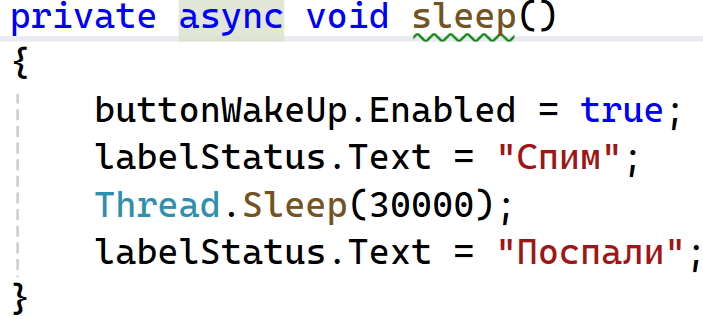 private async void sleep()
{
buttonWakeUp.Enabled = true;
labelStatus.Text = "Спим";
Thread.Sleep(30000);
labelStatus.Text = "Поспали";
}